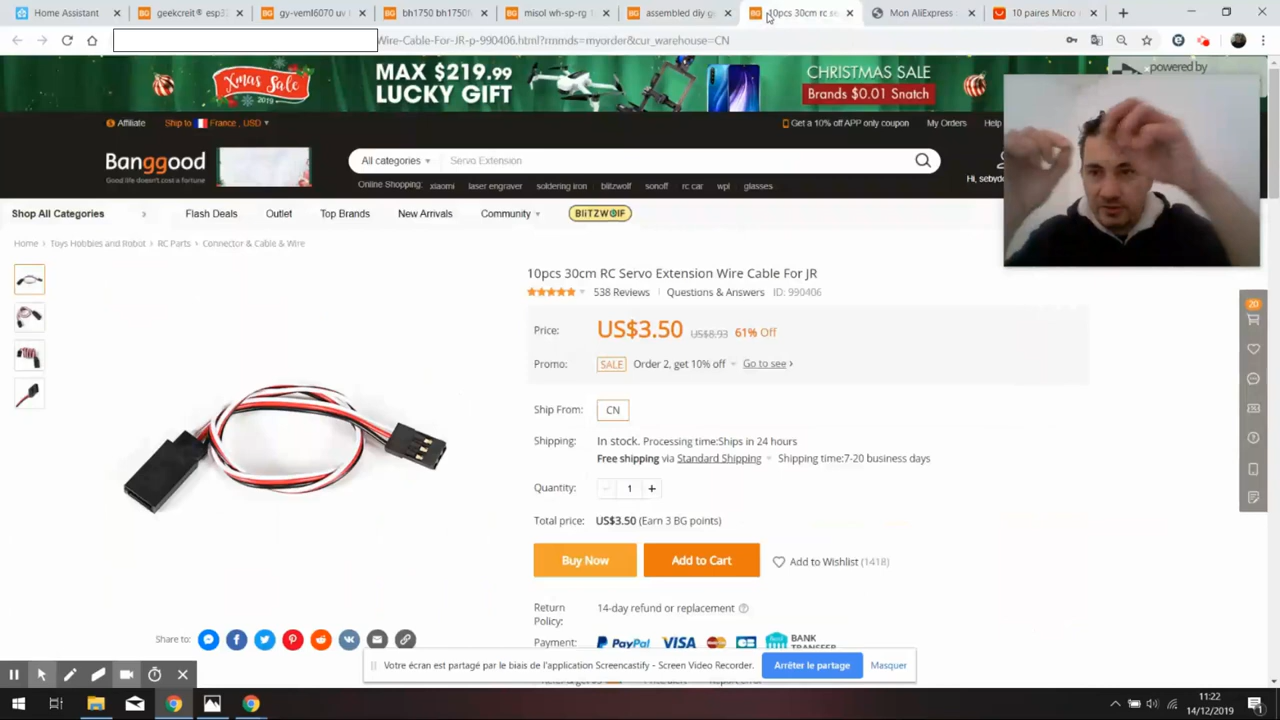 Home Assistant
geekcreit® esp3
gy-veml6070 uv l
bh1750 bh1750f
misol wh-sp-rg 1
assembled diy ge
10pcs 30cm rc se
Mon AliExpress
10 paires Micro
Wire-Cable-For-JR-p-990406.html?rmmds=myorder&cur_warehouse=CN
Xmas Sale
2019
MAX $219.99
LUCKY GIFT
CHRISTMAS SALE
Brands $0.01 Snatch
powered by
Affiliate
Ship to France, USD
Get a 10% off APP only coupon
My Orders
Help
Banggood
Good life doesn't cost a fortune
All categories
Servo Extension
Hi, sebydo
Online Shopping: xiaomi laser engraver soldering iron blitzwolf sonoff rc car wpl glasses
Shop All Categories
Flash Deals
Outlet
Top Brands
New Arrivals
Community
BLITZWOLF
Home > Toys Hobbies and Robot > RC Parts > Connector & Cable & Wire
10pcs 30cm RC Servo Extension Wire Cable For JR
538 Reviews | Questions & Answers ID: 990406
Price: US$3.50 US$8.93 61% Off
Promo: SALE Order 2, get 10% off Go to see >
20
Ship From: CN
Shipping: In stock. Processing time:Ships in 24 hours
Free shipping via Standard Shipping Shipping time:7-20 business days
Quantity: - 1 +
Total price: US$3.50 (Earn 3 BG points)
Buy Now
Add to Cart
Add to Wishlist (1418)
Return Policy: 14-day refund or replacement
Share to:
Payment: PayPal VISA BANK TRANSFER
Votre écran est partagé par le biais de l'application Screencastify - Screen Video Recorder.
Arrêter le partage
Masquer
11:22
14/12/2019